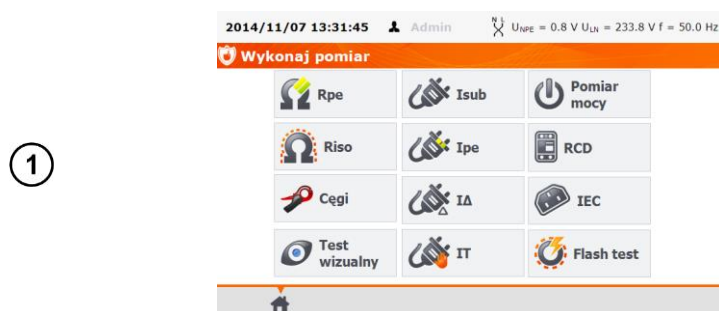 2014/11/07 13:31:45 Admin N L UNPE = 0.8 V ULN = 233.8 V f = 50.0 Hz
Wykonaj pomiar
Rpe Isub Pomiar mocy
1
Riso Ipe RCD
Cęgi IΔ IEC
Test wizualny IT Flash test